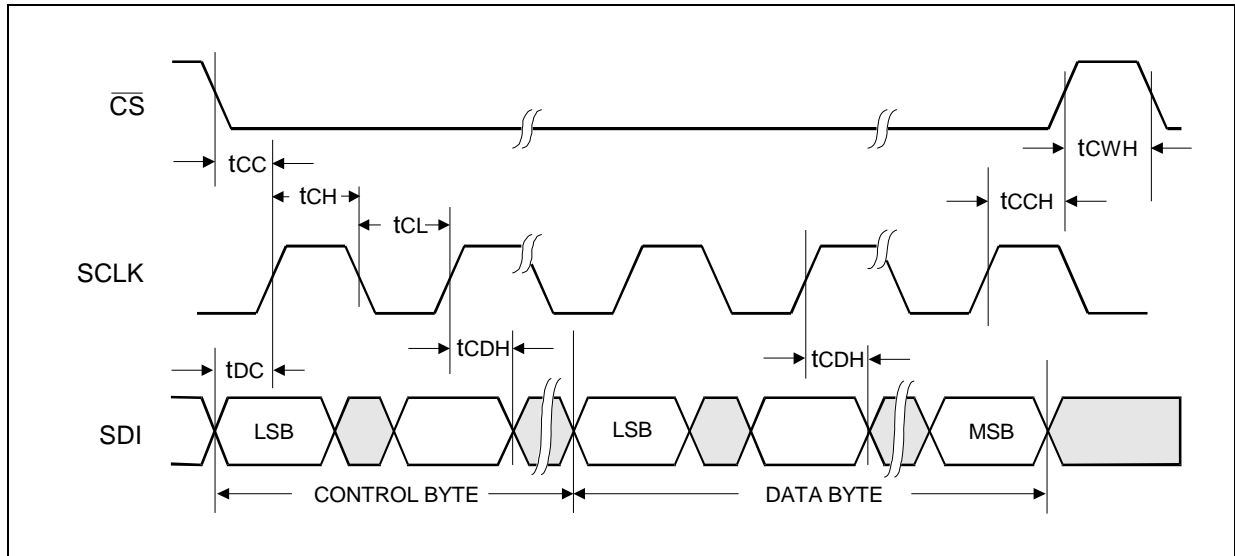 CS
tCC
tCWH
tCH
tCCH
tCL
SCLK
tCDH
tCDH
tDC
SDI
LSB
LSB
MSB
CONTROL BYTE
DATA BYTE